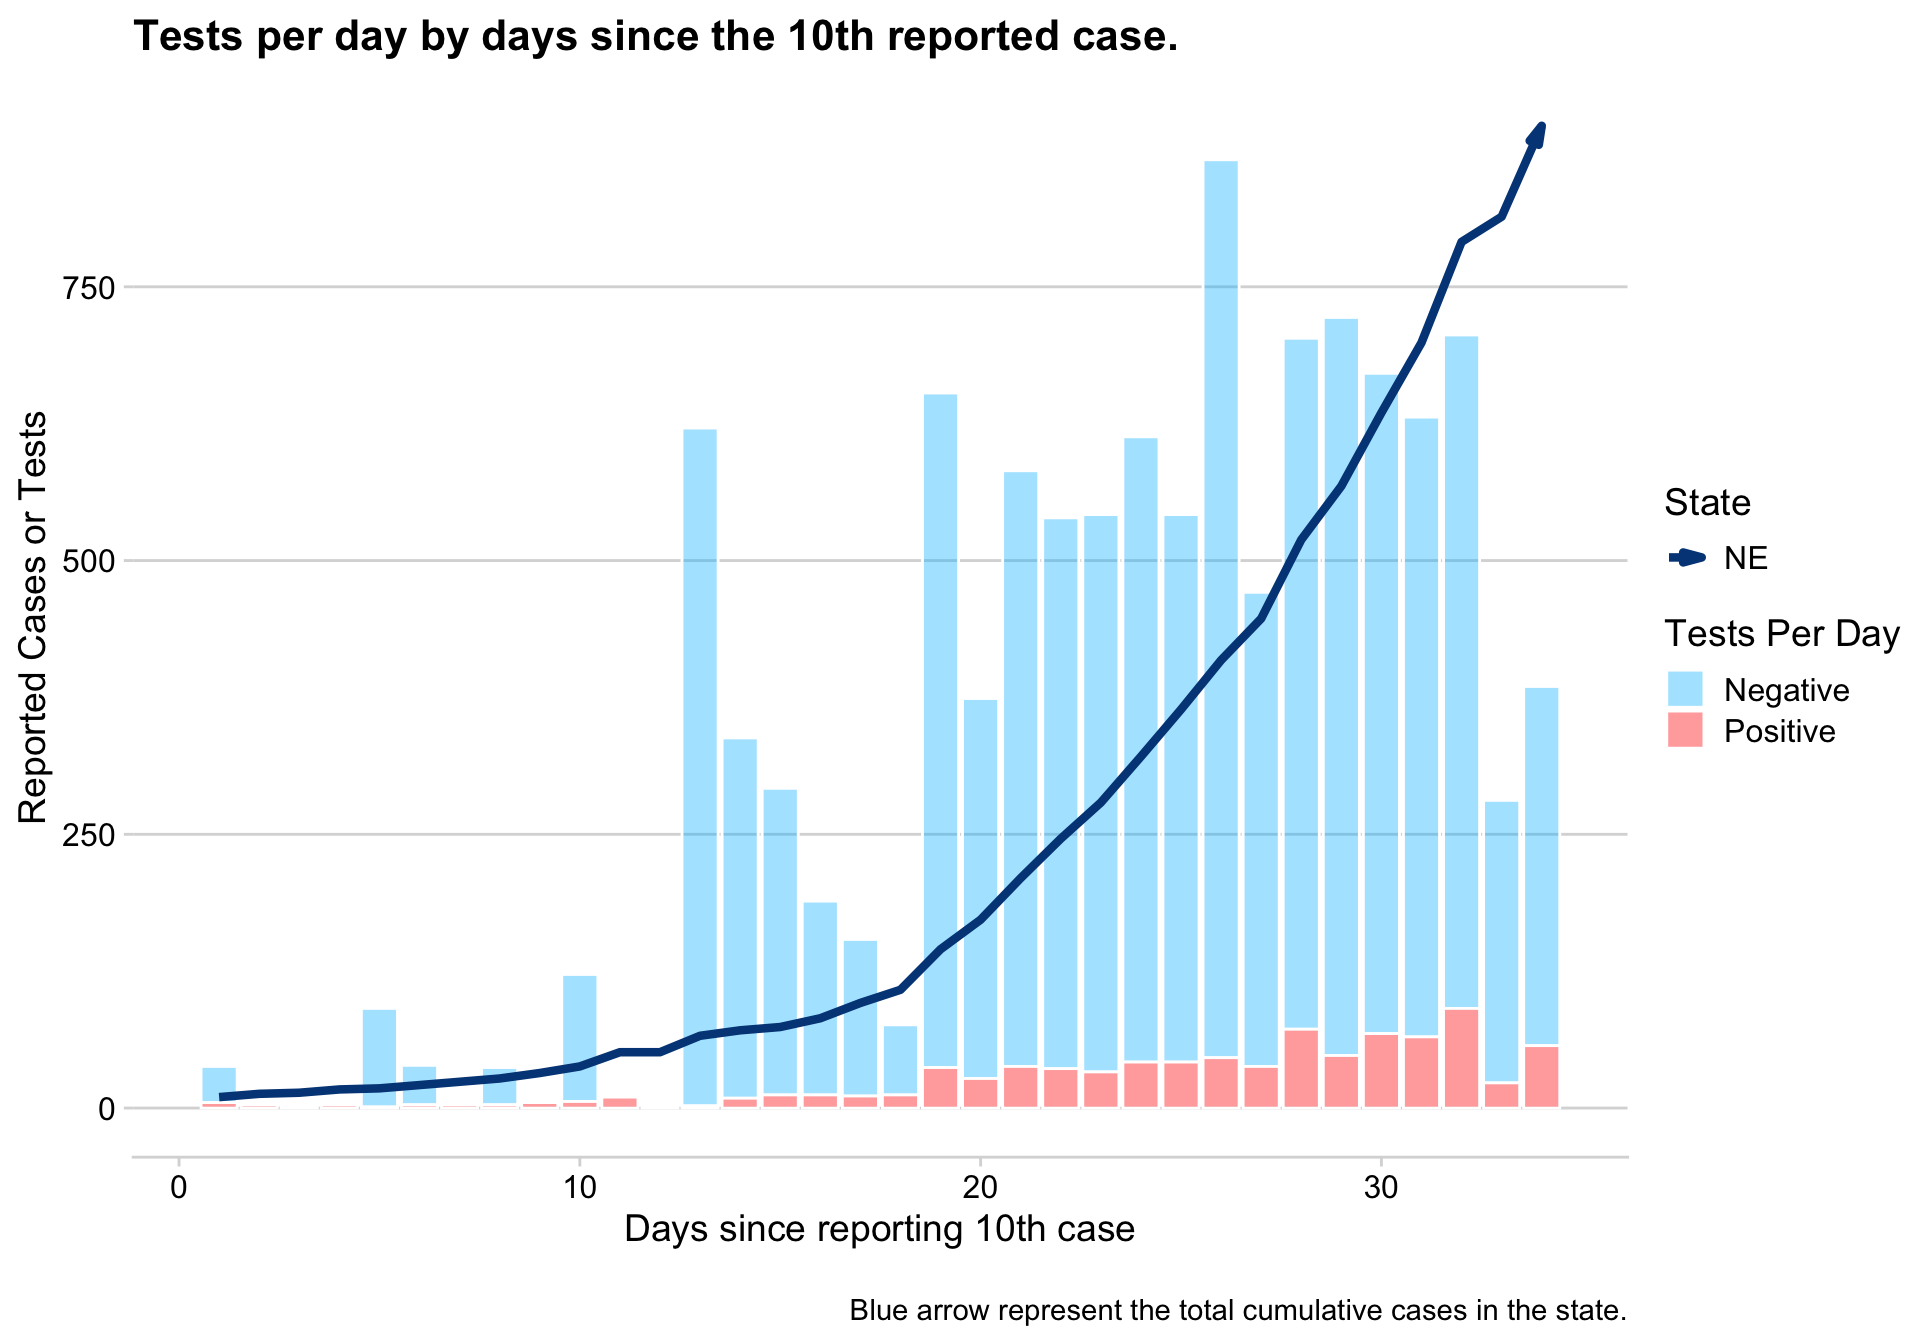 Tests per day by days since the 10th reported case.
Reported Cases or Tests
750
500
250
0
0 10 20 30
Days since reporting 10th case
State
NE
Tests Per Day
Negative
Positive
Blue arrow represent the total cumulative cases in the state.